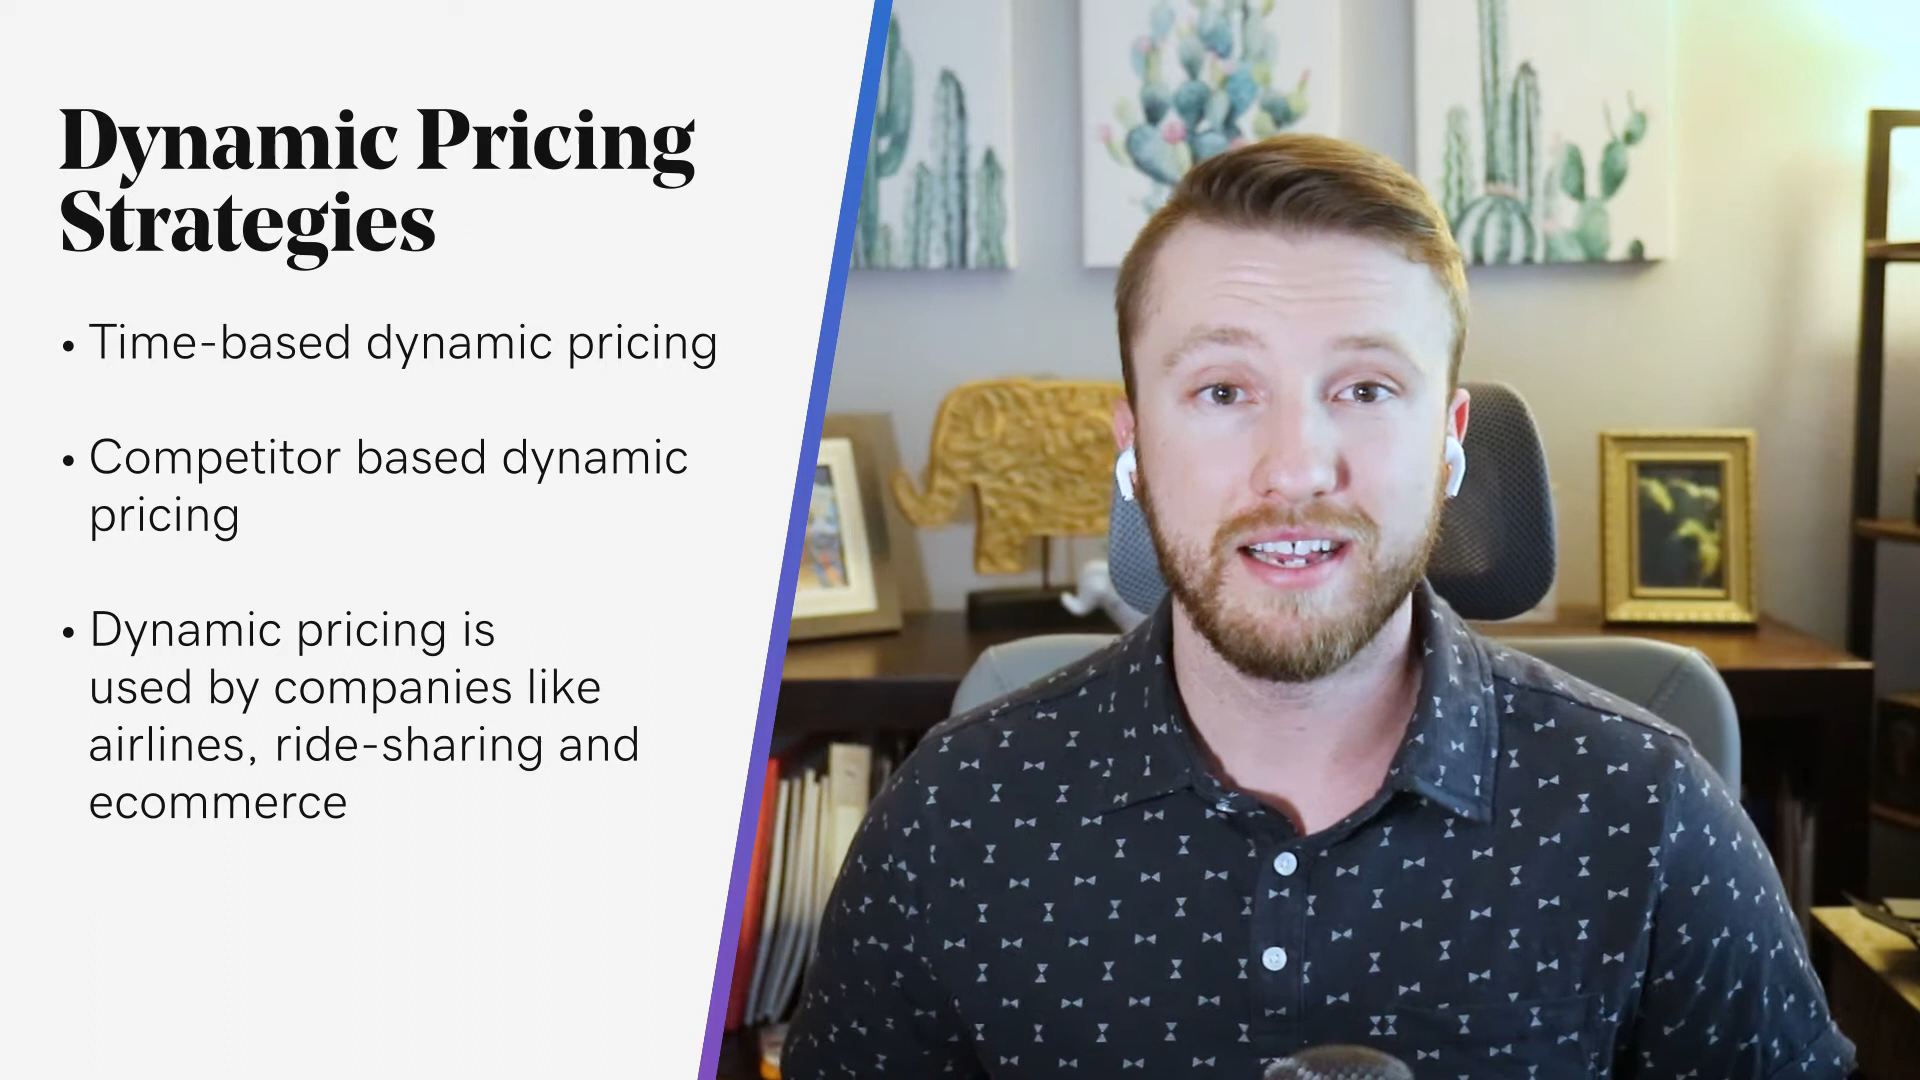 Dynamic Pricing
Strategies
• Time-based dynamic pricing
• Competitor based dynamic
pricing
• Dynamic pricing is
used by companies like
airlines, ride-sharing and
ecommerce